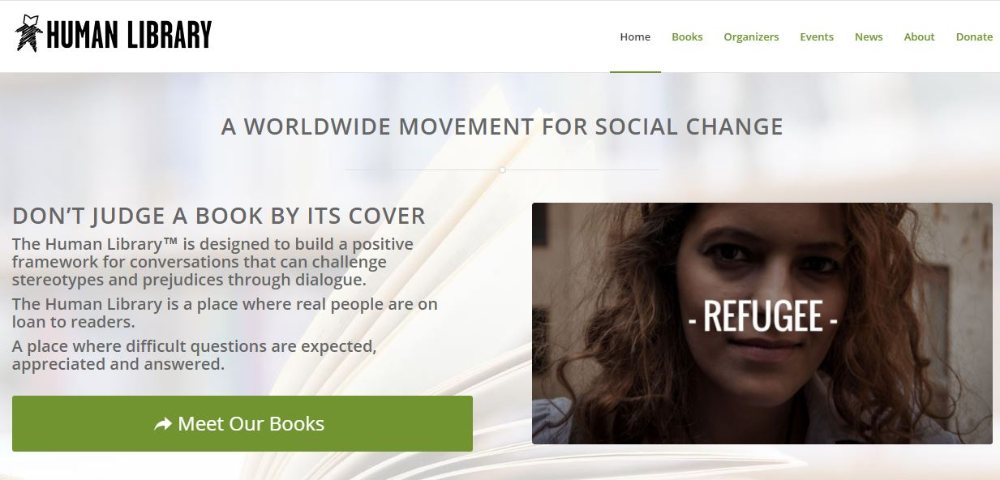 HUMAN LIBRARY
Home Books Organizers Events News About Donate
A WORLDWIDE MOVEMENT FOR SOCIAL CHANGE
DON’T JUDGE A BOOK BY ITS COVER
The Human Library™ is designed to build a positive
framework for conversations that can challenge
stereotypes and prejudices through dialogue.
The Human Library is a place where real people are on
loan to readers.
A place where difficult questions are expected,
appreciated and answered.
Meet Our Books
- REFUGEE -